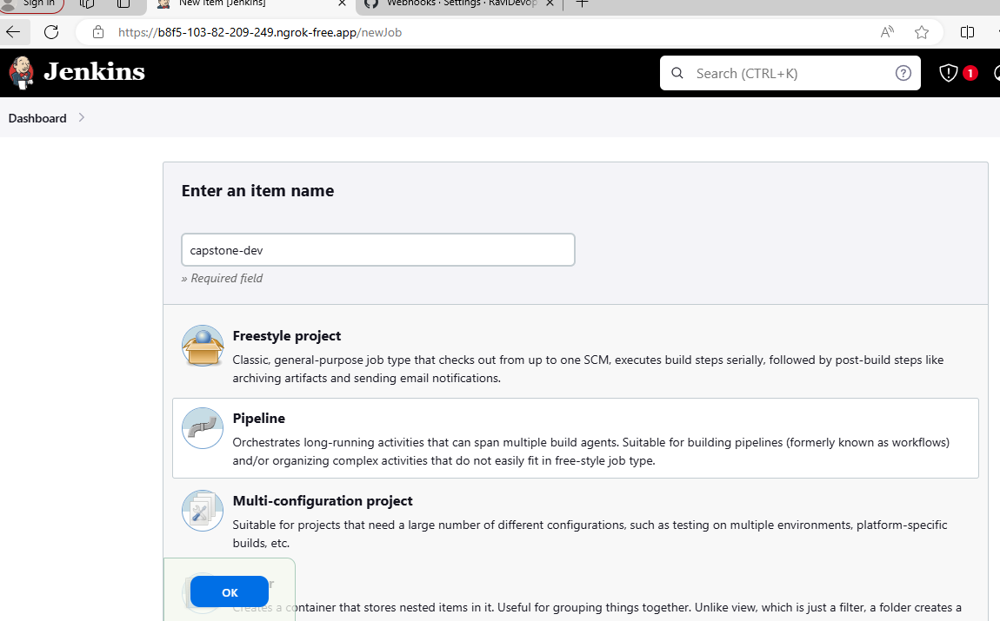 Sign in
New Item [Jenkins]
Webhooks · Settings · RaviDevop
https://b8f5-103-82-209-249.ngrok-free.app/newJob
Jenkins
Search (CTRL+K)
1
Dashboard
Enter an item name
capstone-dev
» Required field
Freestyle project
Classic, general-purpose job type that checks out from up to one SCM, executes build steps serially, followed by post-build steps like
archiving artifacts and sending email notifications.
Pipeline
Orchestrates long-running activities that can span multiple build agents. Suitable for building pipelines (formerly known as workflows)
and/or organizing complex activities that do not easily fit in free-style job type.
Multi-configuration project
Suitable for projects that need a large number of different configurations, such as testing on multiple environments, platform-specific
builds, etc.
OK
Creates a container that stores nested items in it. Useful for grouping things together. Unlike view, which is just a filter, a folder creates a